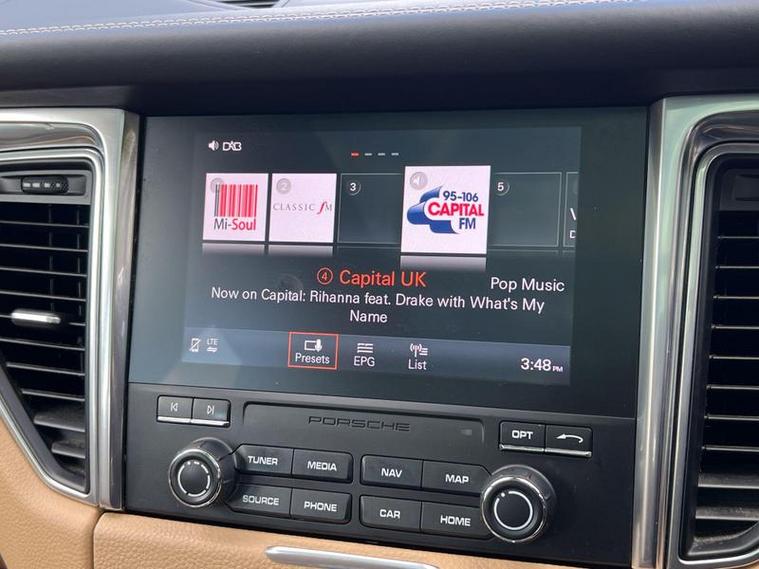 DAB
1
2
3
5
Mi-Soul
CLASSIC fM
95-106
CAPITAL
FM
④ Capital UK
Pop Music
Now on Capital: Rihanna feat. Drake with What's My
Name
LTE
Presets
EPG
List
3:48 PM
PORSCHE
OPT
TUNER
MEDIA
NAV
MAP
SOURCE
PHONE
CAR
HOME